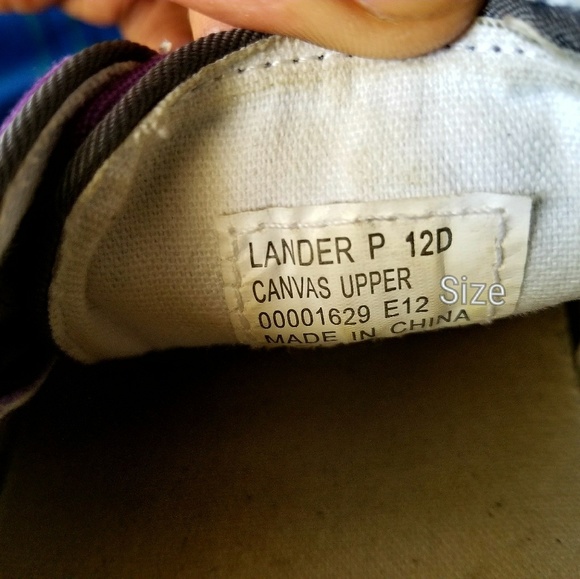 LANDER P 12D
CANVAS UPPER
00001629 E12 Size
MADE IN CHINA